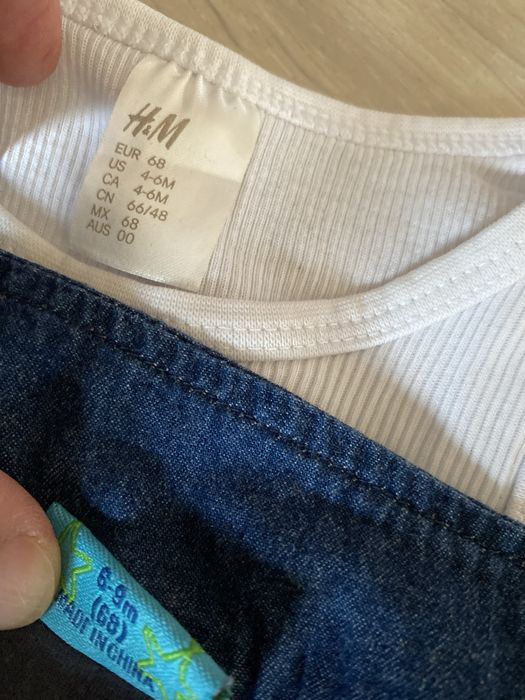 H&M
EUR 68
US 4-6M
CA 4-6M
CN 66/48
MX 68
AUS 00
6-9m
(68)
MADE IN CHINA